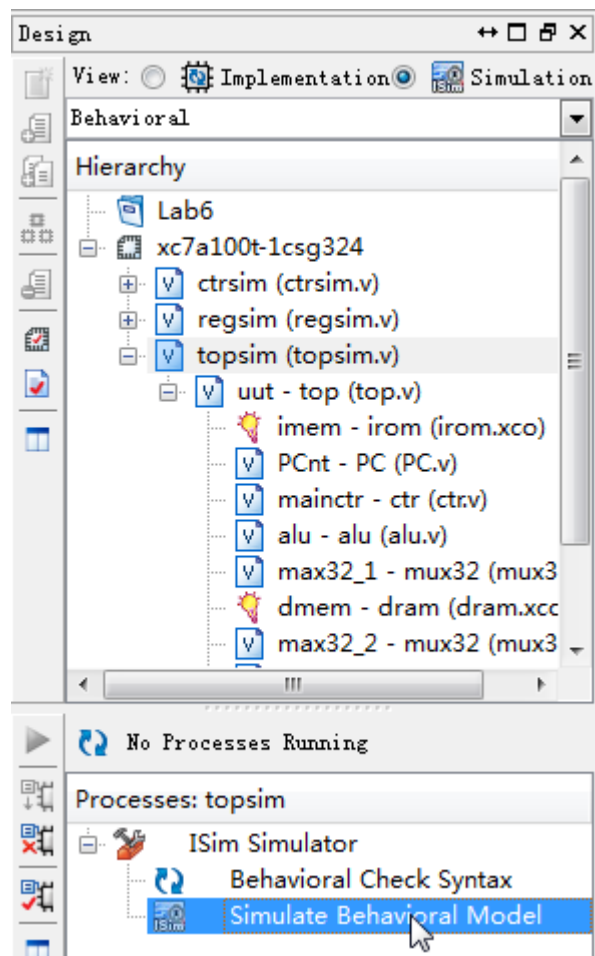 Design
View: Implementation Simulation
Behavioral
Hierarchy
Lab6
xc7a100t-1csg324
ctrsim (ctrsim.v)
regsim (regsim.v)
topsim (topsim.v)
uut - top (top.v)
imem - irom (irom.xco)
PCnt - PC (PC.v)
mainctr - ctr (ctr.v)
alu - alu (alu.v)
max32_1 - mux32 (mux3
dmem - dram (dram.xcc
max32_2 - mux32 (mux3
No Processes Running
Processes: topsim
ISim Simulator
Behavioral Check Syntax
ISim Simulate Behavioral Model